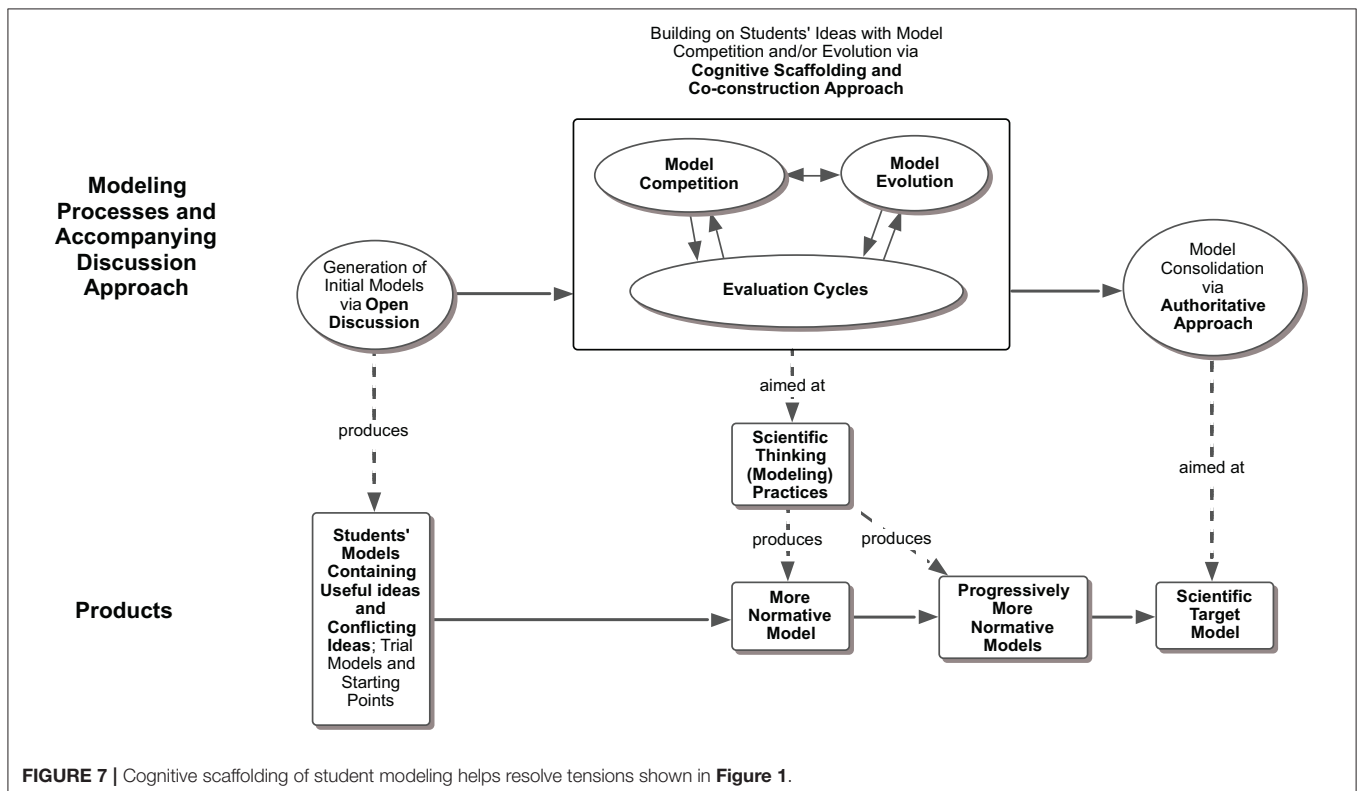 Building on Students' Ideas with Model
Competition and/or Evolution via
Cognitive Scaffolding and
Co-construction Approach
Modeling
Processes and
Accompanying
Discussion
Approach
Generation of
Initial Models
via Open
Discussion
Model
Competition
Model
Evolution
Evaluation Cycles
Model
Consolidation
via
Authoritative
Approach
produces
aimed at
aimed at
Scientific
Thinking
(Modeling)
Practices
produces
produces
Products
Students'
Models
Containing
Useful ideas
and
Conflicting
Ideas; Trial
Models and
Starting
Points
More
Normative
Model
Progressively
More
Normative
Models
Scientific
Target
Model
FIGURE 7 | Cognitive scaffolding of student modeling helps resolve tensions shown in Figure 1.